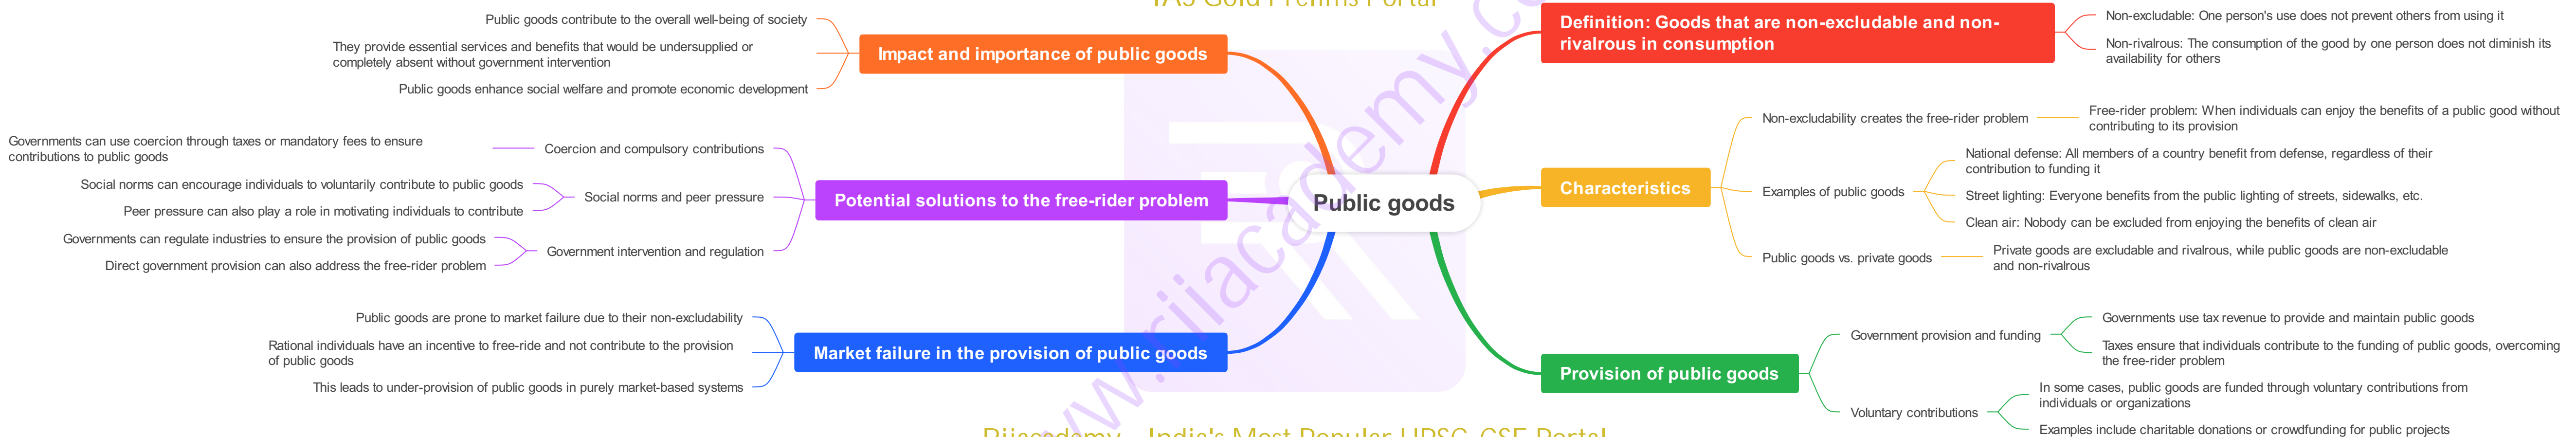 IAS Gold Prelims Portal
Public goods
Definition: Goods that are non-excludable and non-
rivalrous in consumption
Non-excludable: One person's use does not prevent others from using it
Non-rivalrous: The consumption of the good by one person does not diminish its
availability for others
Characteristics
Non-excludability creates the free-rider problem
Free-rider problem: When individuals can enjoy the benefits of a public good without
contributing to its provision
Examples of public goods
National defense: All members of a country benefit from defense, regardless of their
contribution to funding it
Street lighting: Everyone benefits from the public lighting of streets, sidewalks, etc.
Clean air: Nobody can be excluded from enjoying the benefits of clean air
Public goods vs. private goods
Private goods are excludable and rivalrous, while public goods are non-excludable
and non-rivalrous
Provision of public goods
Government provision and funding
Governments use tax revenue to provide and maintain public goods
Taxes ensure that individuals contribute to the funding of public goods, overcoming
the free-rider problem
Voluntary contributions
In some cases, public goods are funded through voluntary contributions from
individuals or organizations
Examples include charitable donations or crowdfunding for public projects
Impact and importance of public goods
Public goods contribute to the overall well-being of society
They provide essential services and benefits that would be undersupplied or
completely absent without government intervention
Public goods enhance social welfare and promote economic development
Potential solutions to the free-rider problem
Coercion and compulsory contributions
Governments can use coercion through taxes or mandatory fees to ensure
contributions to public goods
Social norms and peer pressure
Social norms can encourage individuals to voluntarily contribute to public goods
Peer pressure can also play a role in motivating individuals to contribute
Government intervention and regulation
Governments can regulate industries to ensure the provision of public goods
Direct government provision can also address the free-rider problem
Market failure in the provision of public goods
Public goods are prone to market failure due to their non-excludability
Rational individuals have an incentive to free-ride and not contribute to the provision
of public goods
This leads to under-provision of public goods in purely market-based systems
www.rijiacademy.co
India's Most Popular UPSC-CSE Portal